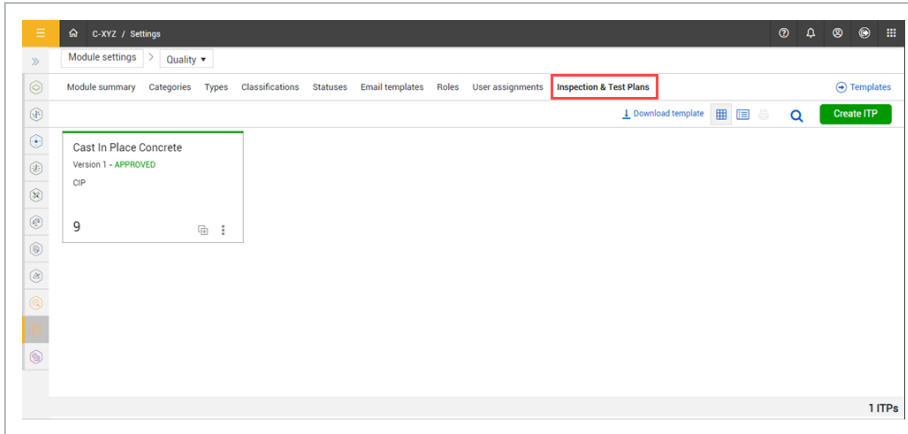 C-XYZ / Settings
Module settings > Quality
Module summary Categories Types Classifications Statuses Email templates Roles User assignments Inspection & Test Plans Templates
Download template Create ITP
Cast In Place Concrete
Version 1 - APPROVED
CIP
9
1 ITPs